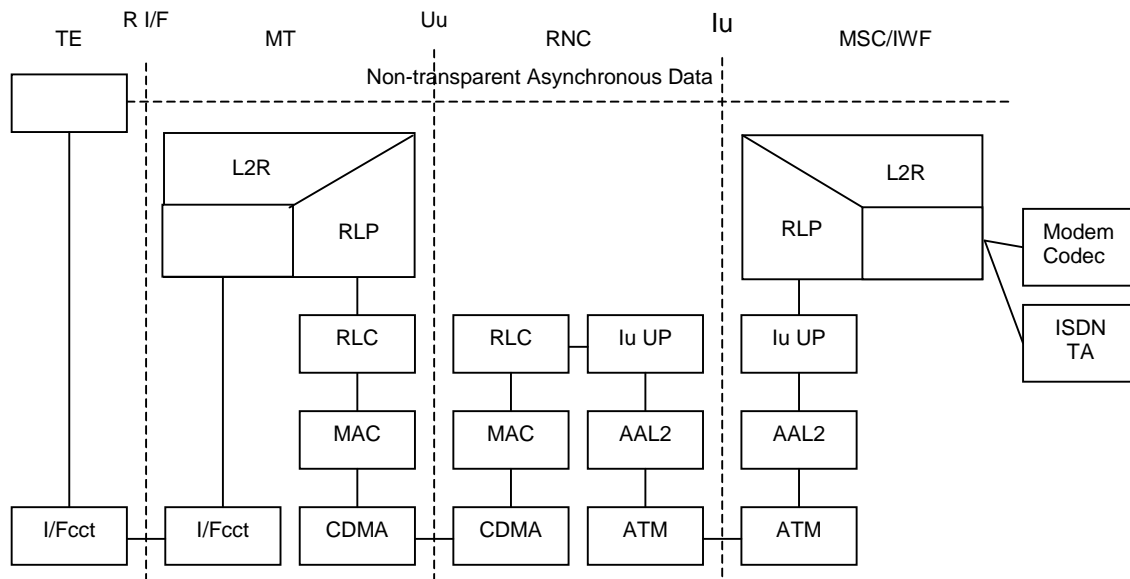 R I/F
Uu
Iu
TE
MT
RNC
MSC/IWF
Non-transparent Asynchronous Data
L2R
L2R
RLP
RLP
Modem
Codec
RLC
RLC
Iu UP
Iu UP
ISDN
TA
MAC
MAC
AAL2
AAL2
I/Fcct
I/Fcct
CDMA
CDMA
ATM
ATM